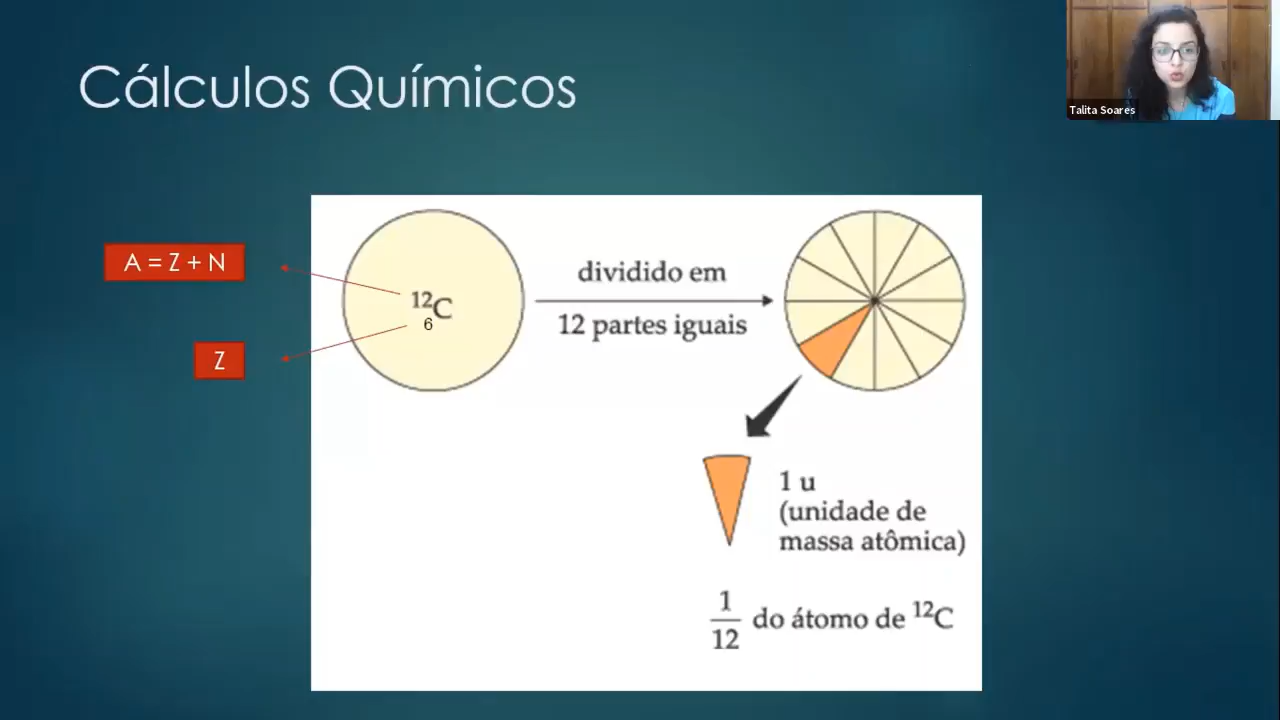 Cálculos Químicos
Talita Soares
A = Z + N
Z
¹²C
6
dividido em
12 partes iguais
1 u
(unidade de
massa atômica)
1
12
do átomo de ¹²C